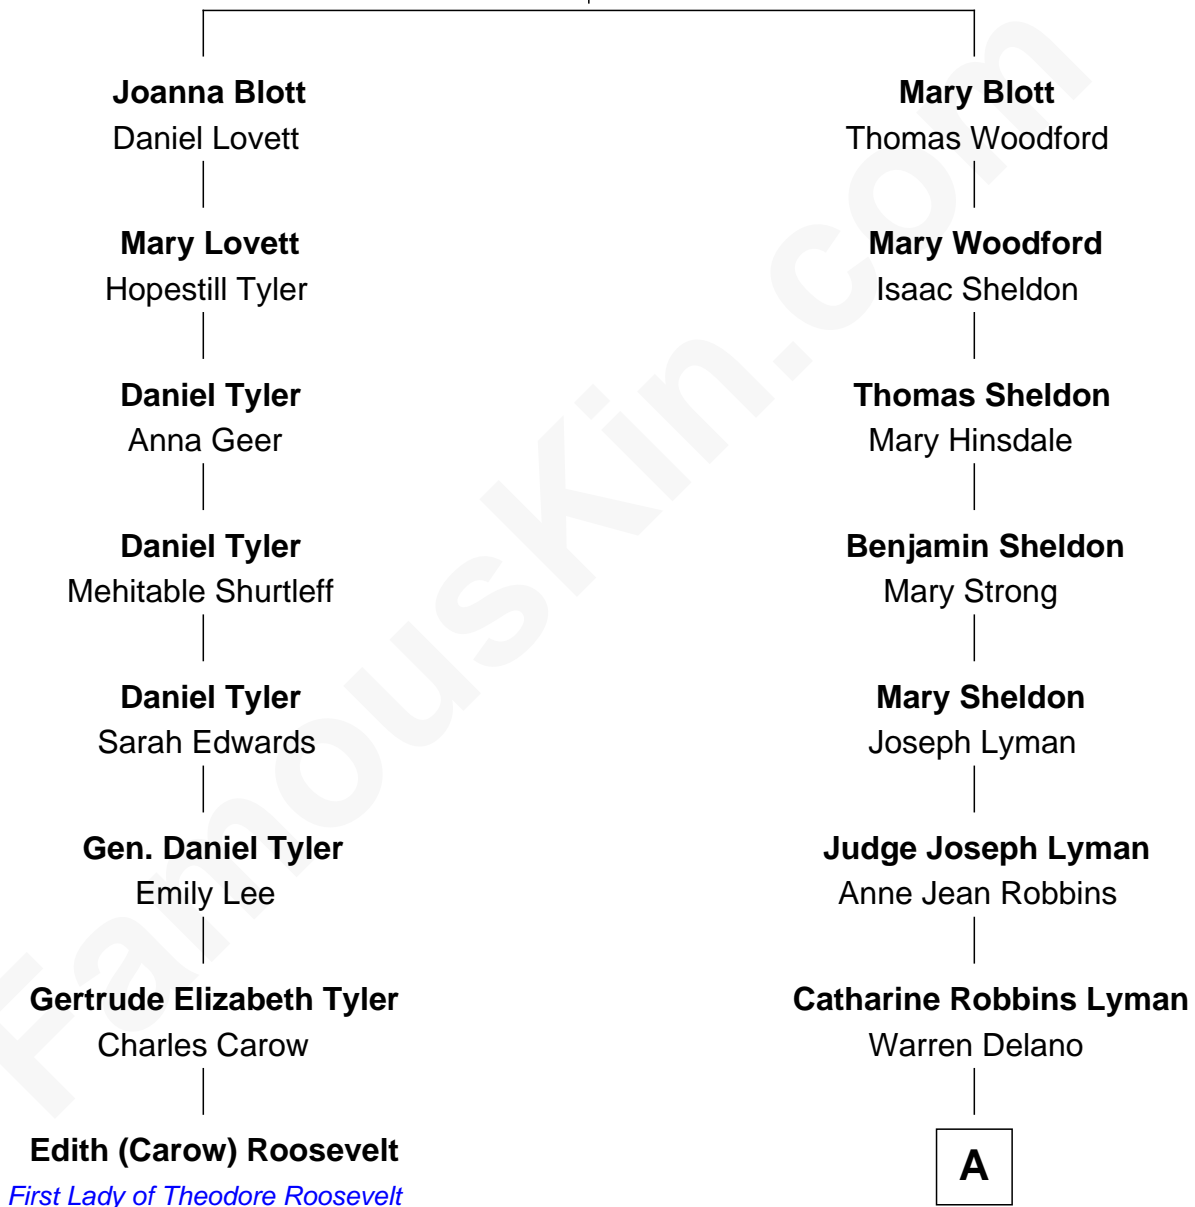 Joanna Blott
Daniel Lovett
Mary Blott
Thomas Woodford
Mary Lovett
Hopestill Tyler
Mary Woodford
Isaac Sheldon
Daniel Tyler
Anna Geer
Thomas Sheldon
Mary Hinsdale
Daniel Tyler
Mehitable Shurtleff
Benjamin Sheldon
Mary Strong
Daniel Tyler
Sarah Edwards
Mary Sheldon
Joseph Lyman
Gen. Daniel Tyler
Emily Lee
Judge Joseph Lyman
Anne Jean Robbins
Gertrude Elizabeth Tyler
Charles Carow
Catharine Robbins Lyman
Warren Delano
Edith (Carow) Roosevelt
First Lady of Theodore Roosevelt
A
FamousKin.com